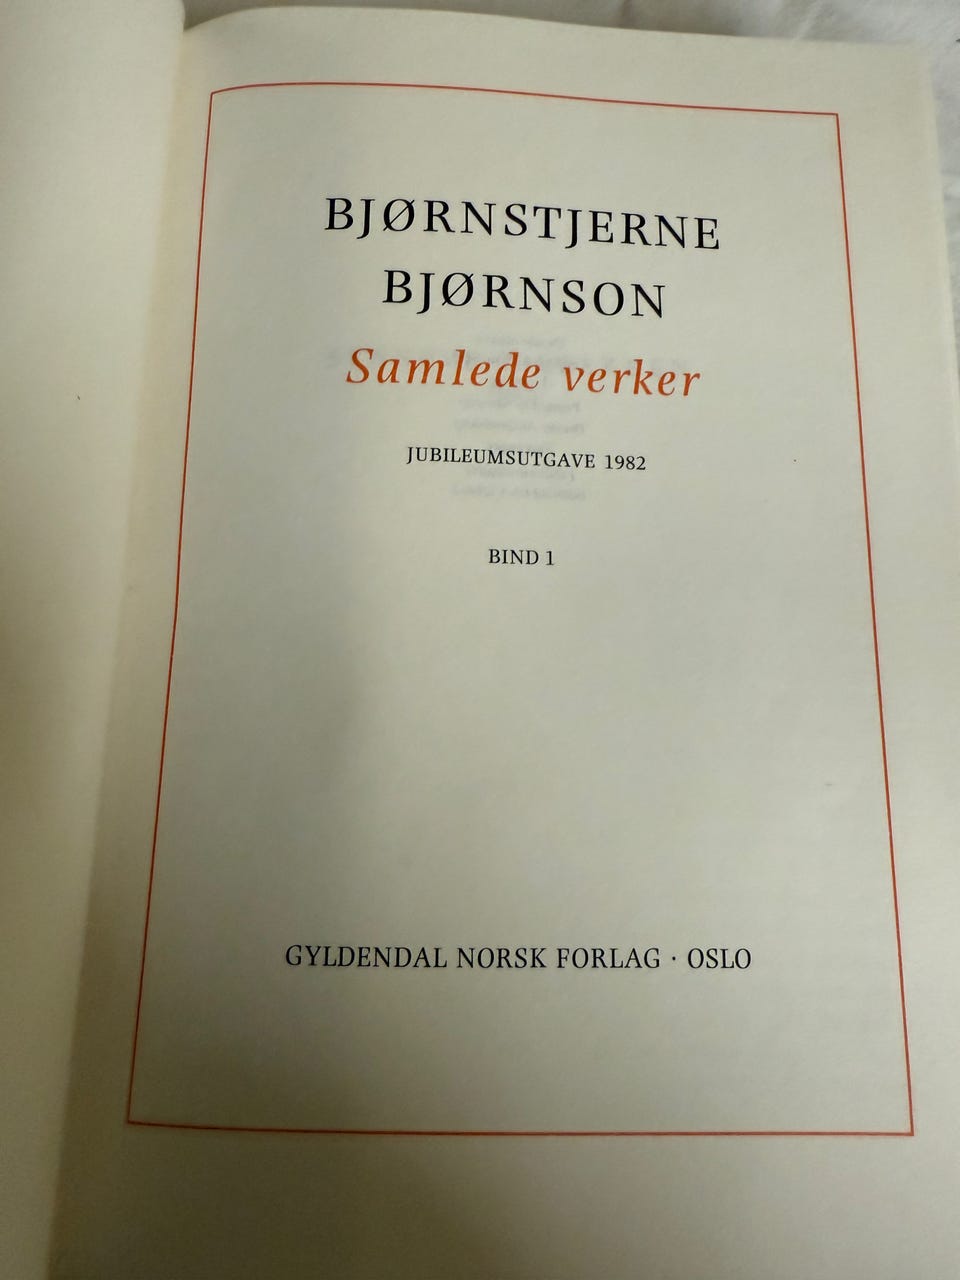 BJØRNSTJERNE
BJØRNSON
Samlede verker
JUBILEUMSUTGAVE 1982
BIND 1
GYLDENDAL NORSK FORLAG · OSLO